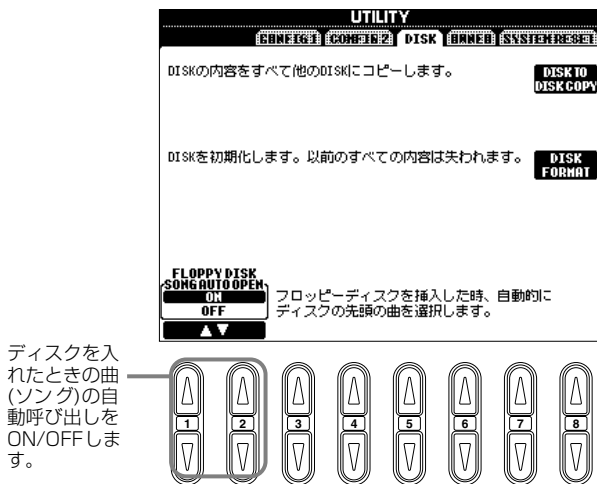 UTILITY
CONFIG 1 CONFIG 2 DISK OWNER SYSTEM RESET
DISKの内容をすべて他のDISKにコピーします。
DISK TO
DISK COPY
DISKを初期化します。以前のすべての内容は失われます。
DISK
FORMAT
FLOPPY DISK
SONG AUTO OPEN
ON
OFF
フロッピーディスクを挿入した時、自動的に
ディスクの先頭の曲を選択します。
ディスクを入
れたときの曲
(ソング)の自
動呼び出しを
ON/OFFしま
す。
1 2 3 4 5 6 7 8